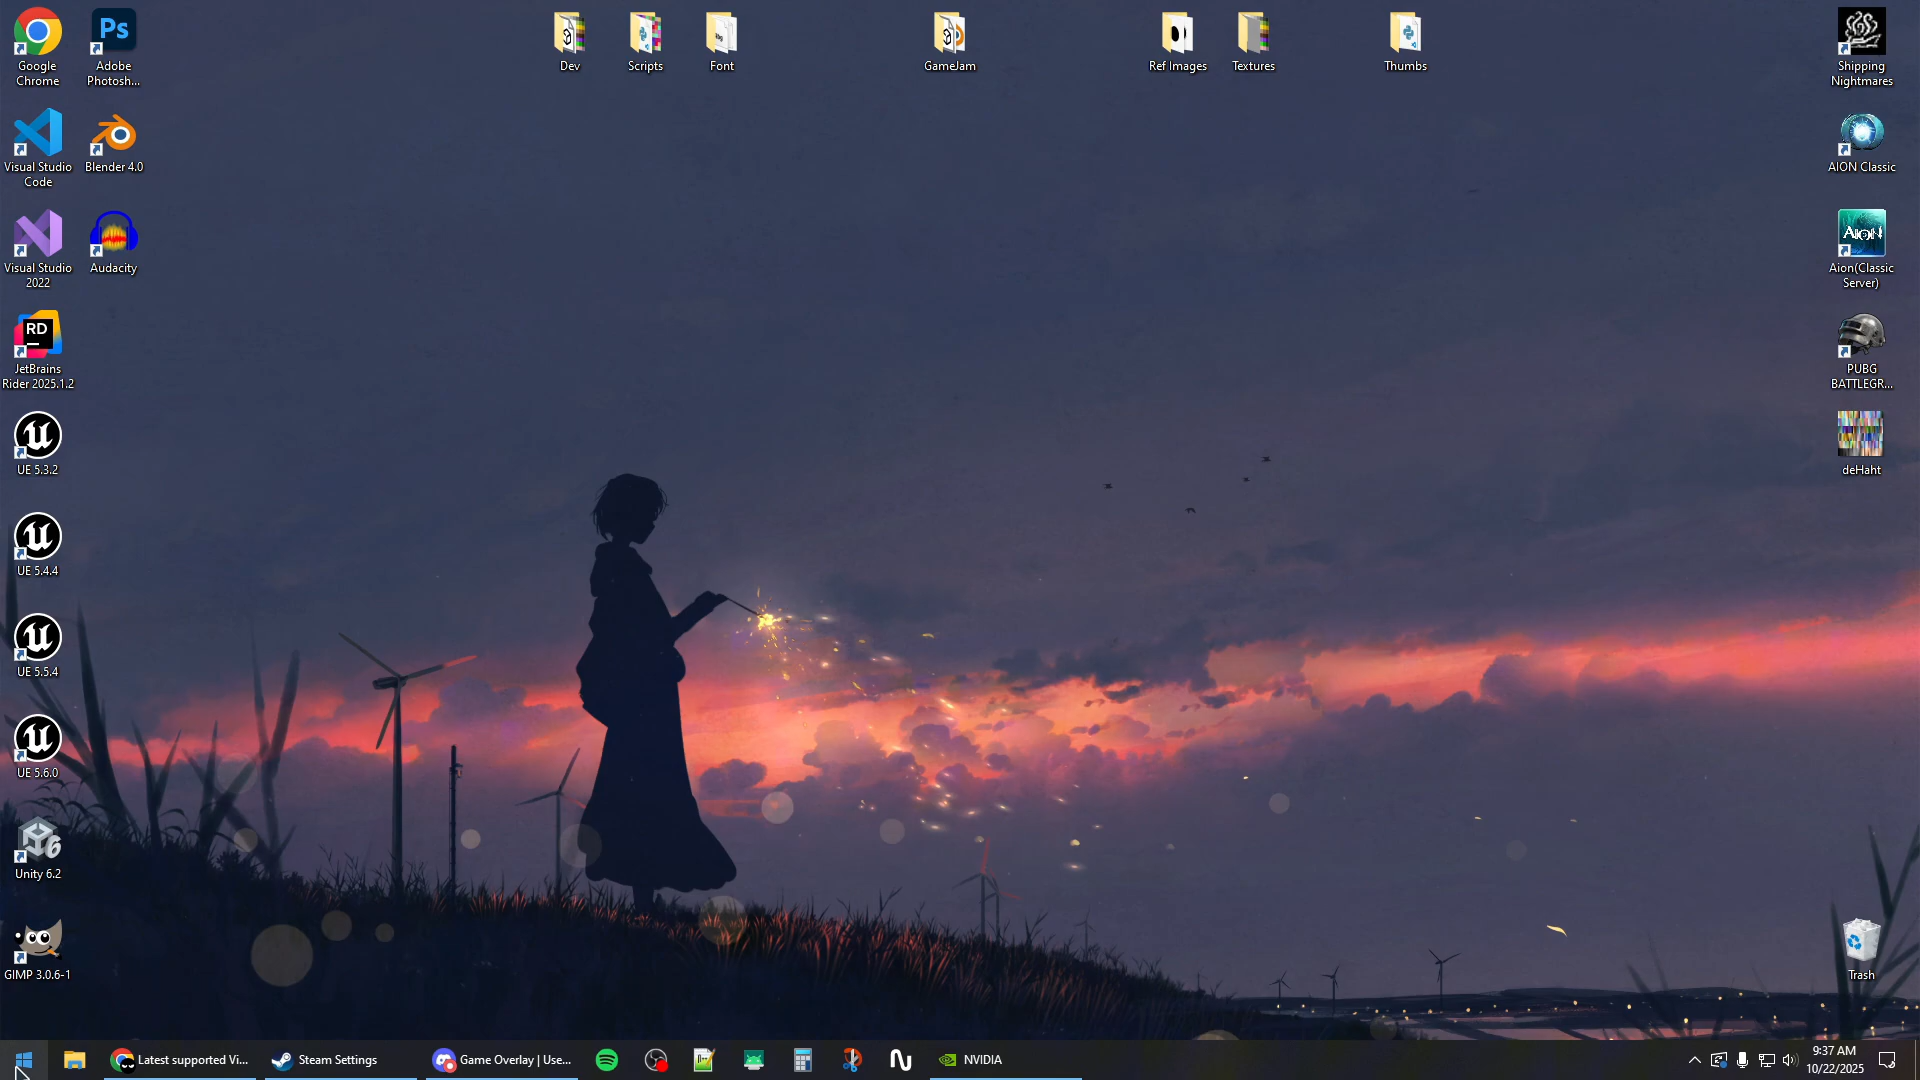 Google
Chrome
Ps
Adobe
Photosh...
Dev
Scripts
Font
GameJam
Ref Images
Textures
Thumbs
Shipping
Nightmares
Visual Studio
Code
Blender 4.0
AION Classic
Visual Studio
2022
Audacity
AION
Aion(Classic
Server)
RD
JetBrains
Rider 2025.1.2
PUBG
BATTLEGR...
UE 5.3.2
deHaht
UE 5.4.4
UE 5.5.4
UE 5.6.0
6
Unity 6.2
GIMP 3.0.6-1
Trash
Latest supported Vi...
Steam Settings
Game Overlay | Use...
NVIDIA
9:37 AM
10/22/2025